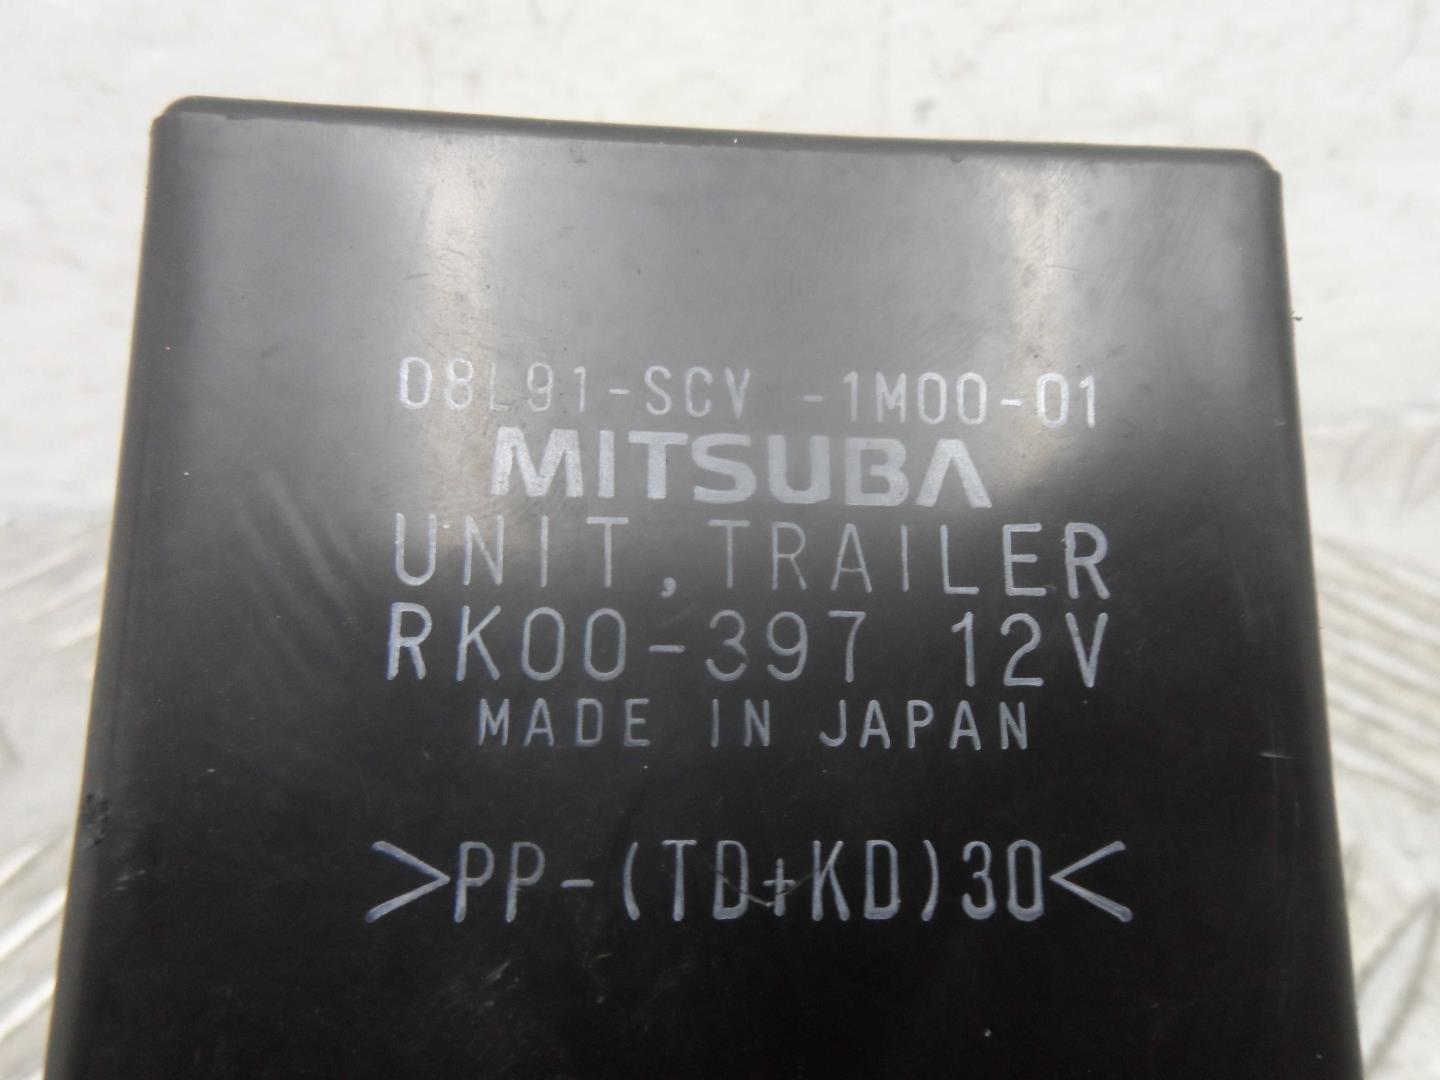 08L91-SCV -1M00-01
MITSUBA
UNIT, TRAILER
RK00-397 12V
MADE IN JAPAN
>PP-(TD+KD)30<